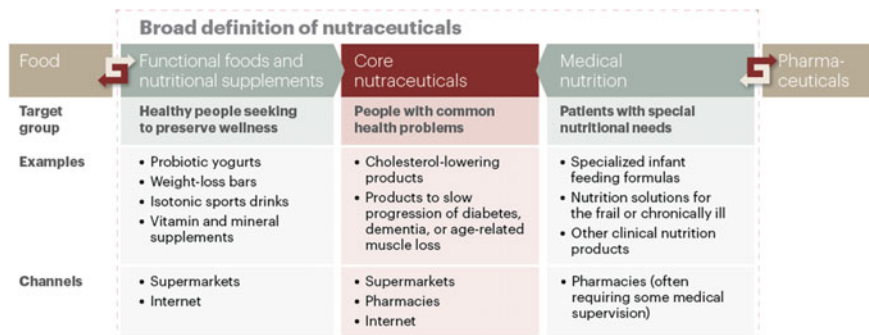 Broad definition of nutraceuticals
Food
Functional foods and
nutritional supplements
Core
nutraceuticals
Medical
nutrition
Pharma-
ceuticals
Target
group
Healthy people seeking
to preserve wellness
People with common
health problems
Patients with special
nutritional needs
Examples
• Probiotic yogurts
• Weight-loss bars
• Isotonic sports drinks
• Vitamin and mineral
supplements
• Cholesterol-lowering
products
• Products to slow
progression of diabetes,
dementia, or age-related
muscle loss
• Specialized infant
feeding formulas
• Nutrition solutions for
the frail or chronically ill
• Other clinical nutrition
products
Channels
• Supermarkets
• Internet
• Supermarkets
• Pharmacies
• Internet
• Pharmacies (often
requiring some medical
supervision)